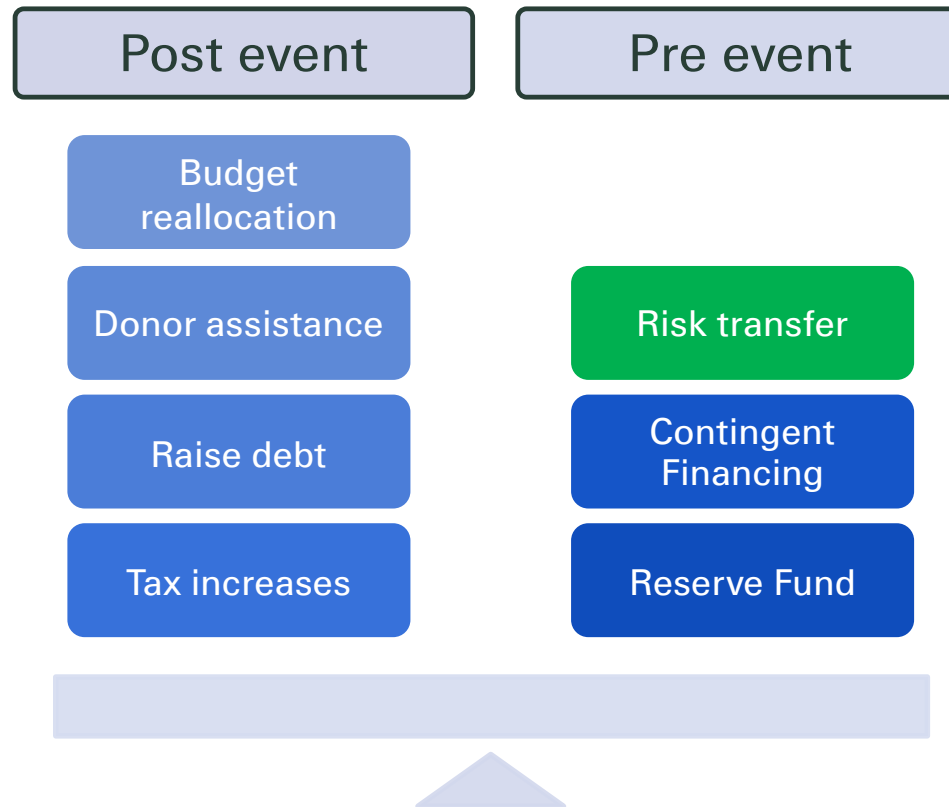 Post event
Pre event
Budget
reallocation
Donor assistance
Risk transfer
Raise debt
Contingent
Financing
Tax increases
Reserve Fund